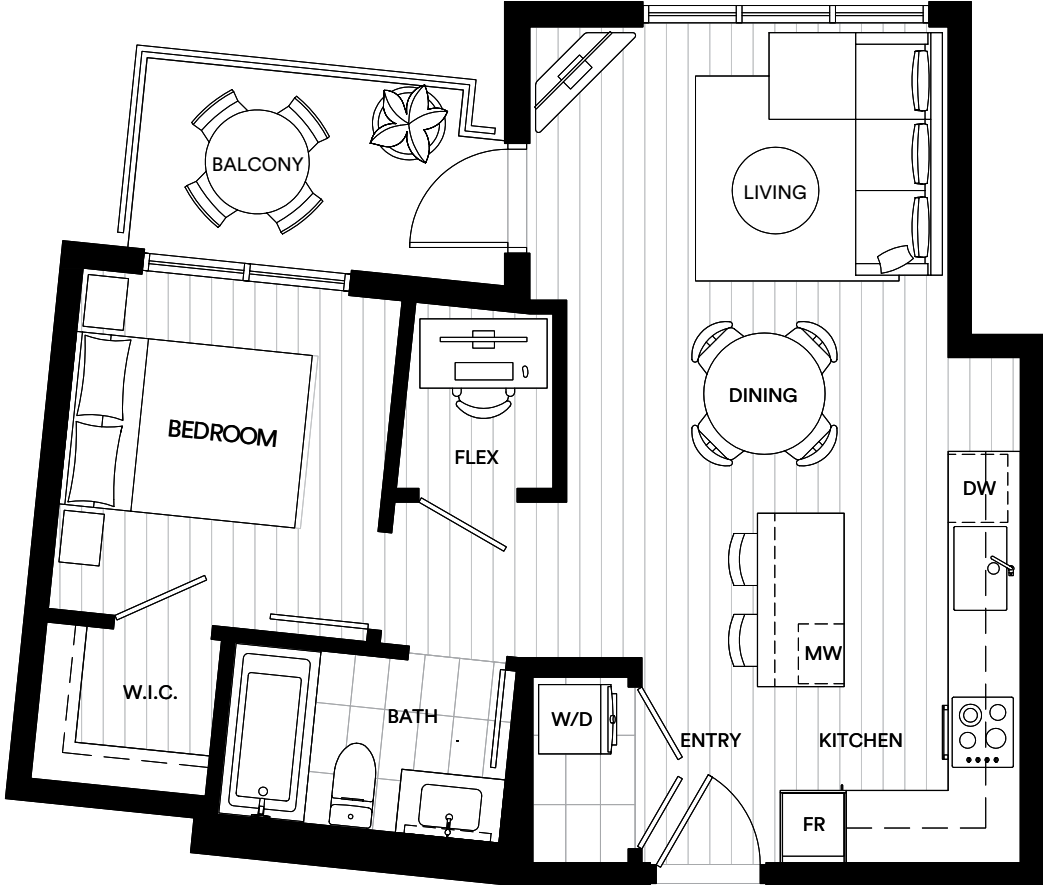 BALCONY
LIVING
DINING
BEDROOM
FLEX
DW
MW
W.I.C.
BATH
W/D
ENTRY
KITCHEN
FR